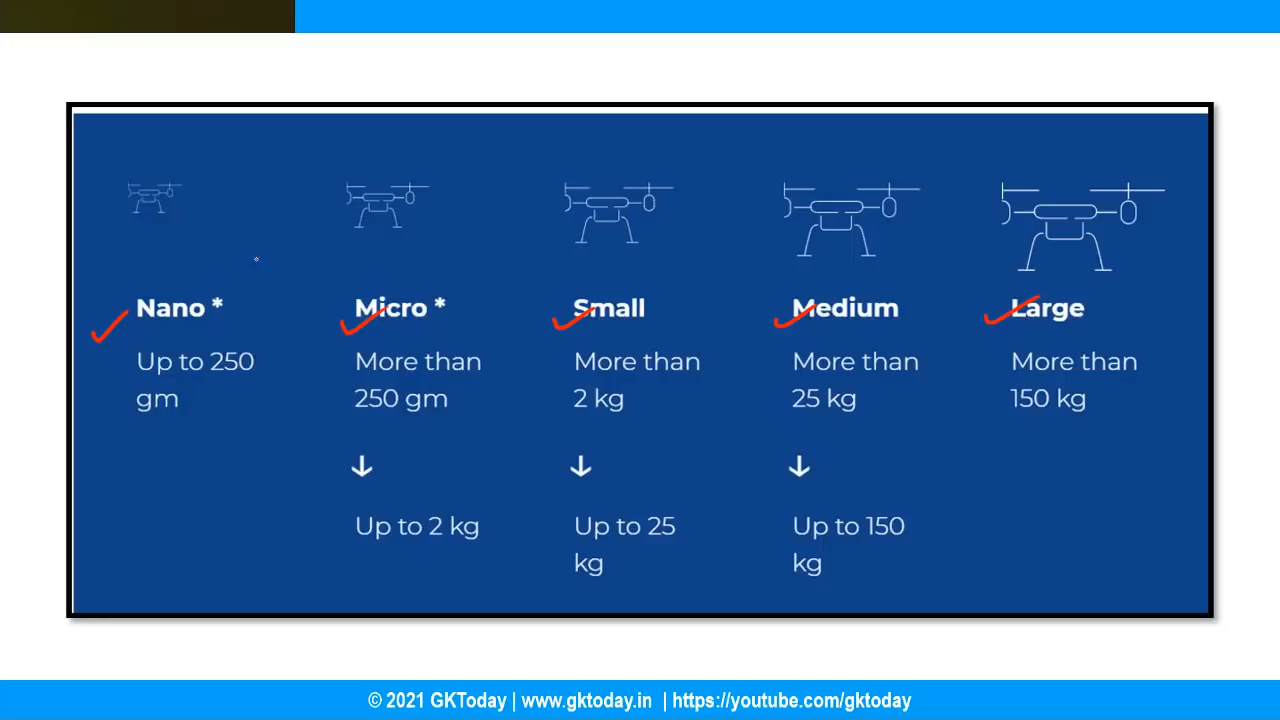 Nano *
Up to 250
gm
Micro *
More than
250 gm
Up to 2 kg
Small
More than
2 kg
Up to 25
kg
Medium
More than
25 kg
Up to 150
kg
Large
More than
150 kg
© 2021 GKToday | www.gktoday.in | https://youtube.com/gktoday